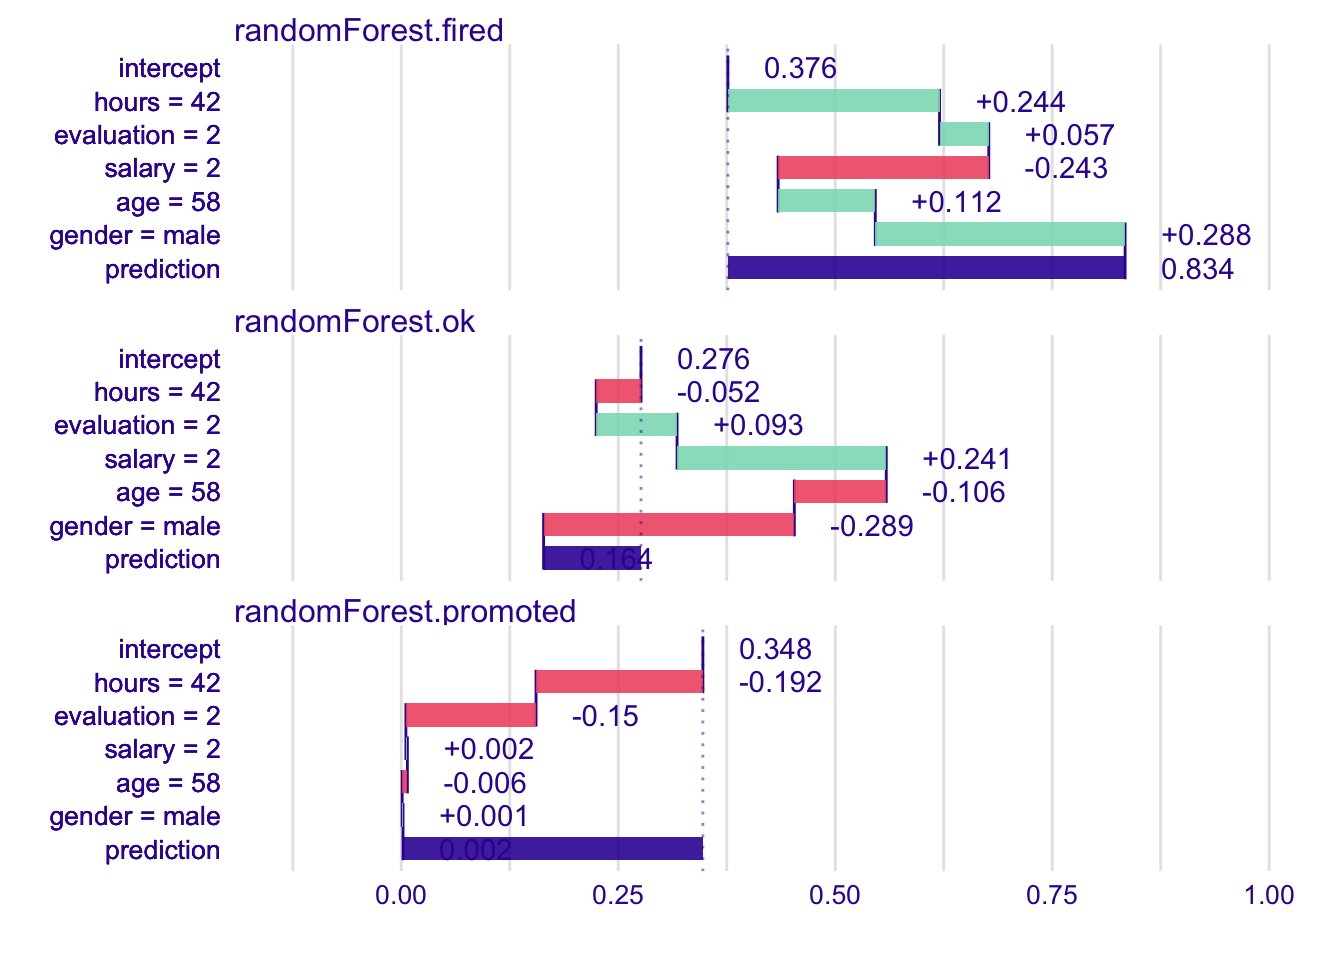 randomForest.fired
intercept 0.376
hours = 42 +0.244
evaluation = 2 +0.057
salary = 2 -0.243
age = 58 +0.112
gender = male +0.288
prediction 0.834
randomForest.ok
intercept 0.276
hours = 42 -0.052
evaluation = 2 +0.093
salary = 2 +0.241
age = 58 -0.106
gender = male -0.289
prediction 0.164
randomForest.promoted
intercept 0.348
hours = 42 -0.192
evaluation = 2 -0.15
salary = 2 +0.002
age = 58 -0.006
gender = male +0.001
prediction 0.002
0.00 0.25 0.50 0.75 1.00